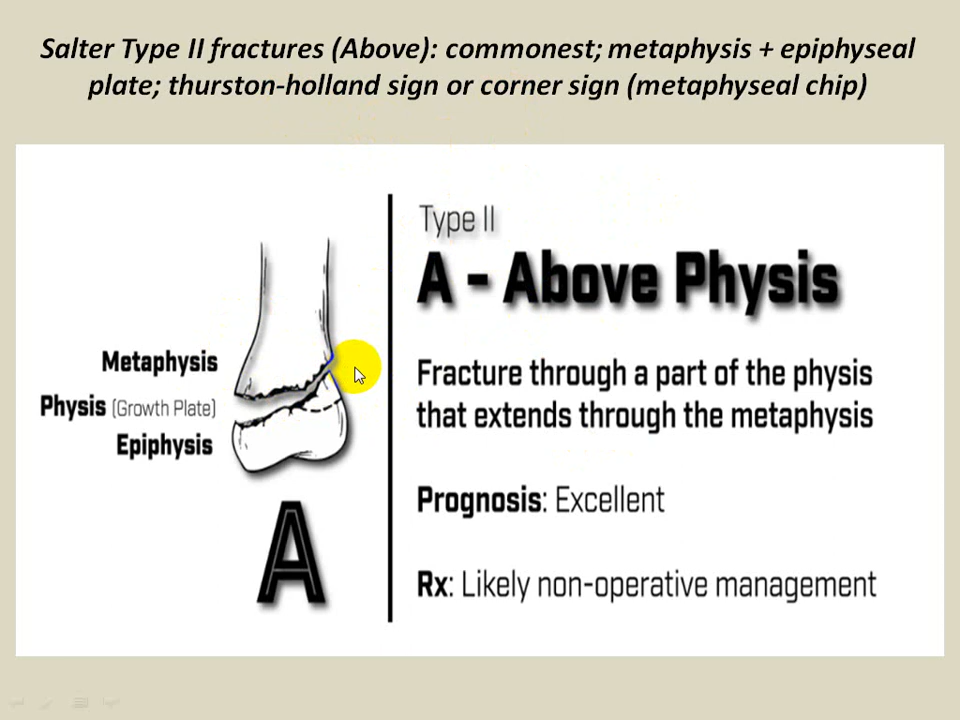 Salter Type II fractures (Above): commonest; metaphysis + epiphyseal
plate; thurston-holland sign or corner sign (metaphyseal chip)
Type II
A - Above Physis
Metaphysis
Physis (Growth Plate)
Epiphysis
A
Fracture through a part of the physis
that extends through the metaphysis
Prognosis: Excellent
Rx: Likely non-operative management